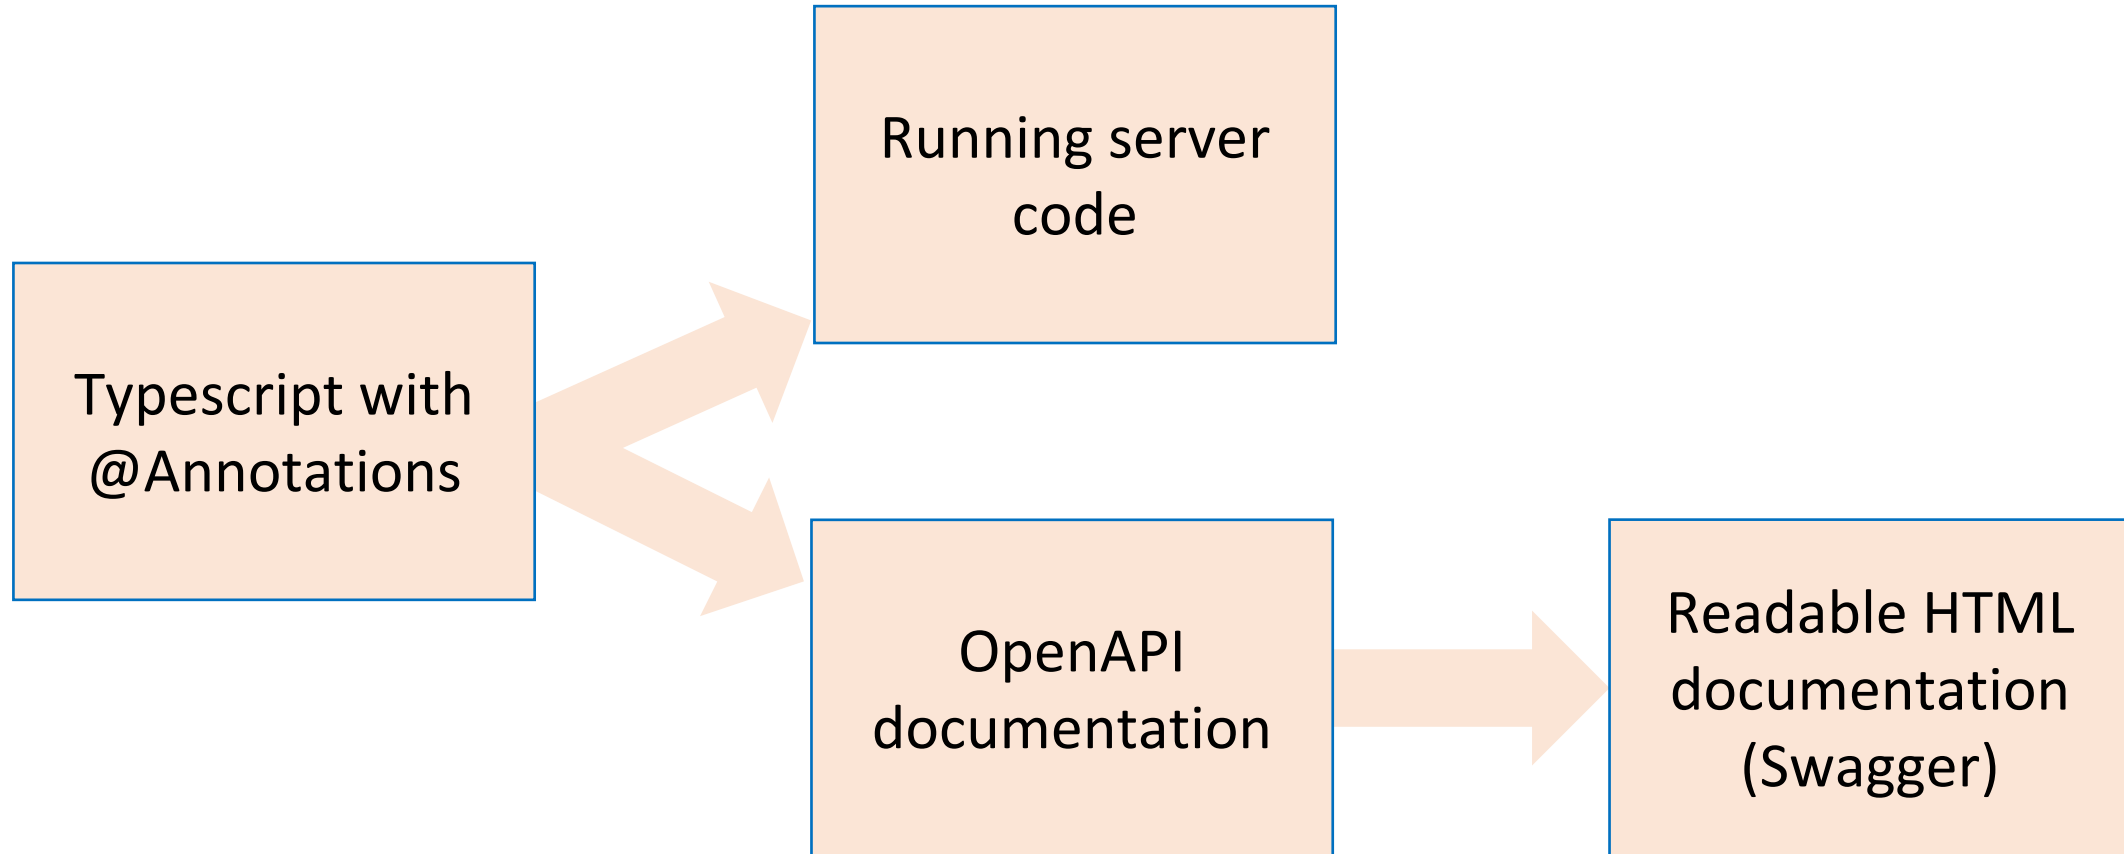 Running server
code
Typescript with
@Annotations
OpenAPI
documentation
Readable HTML
documentation
(Swagger)